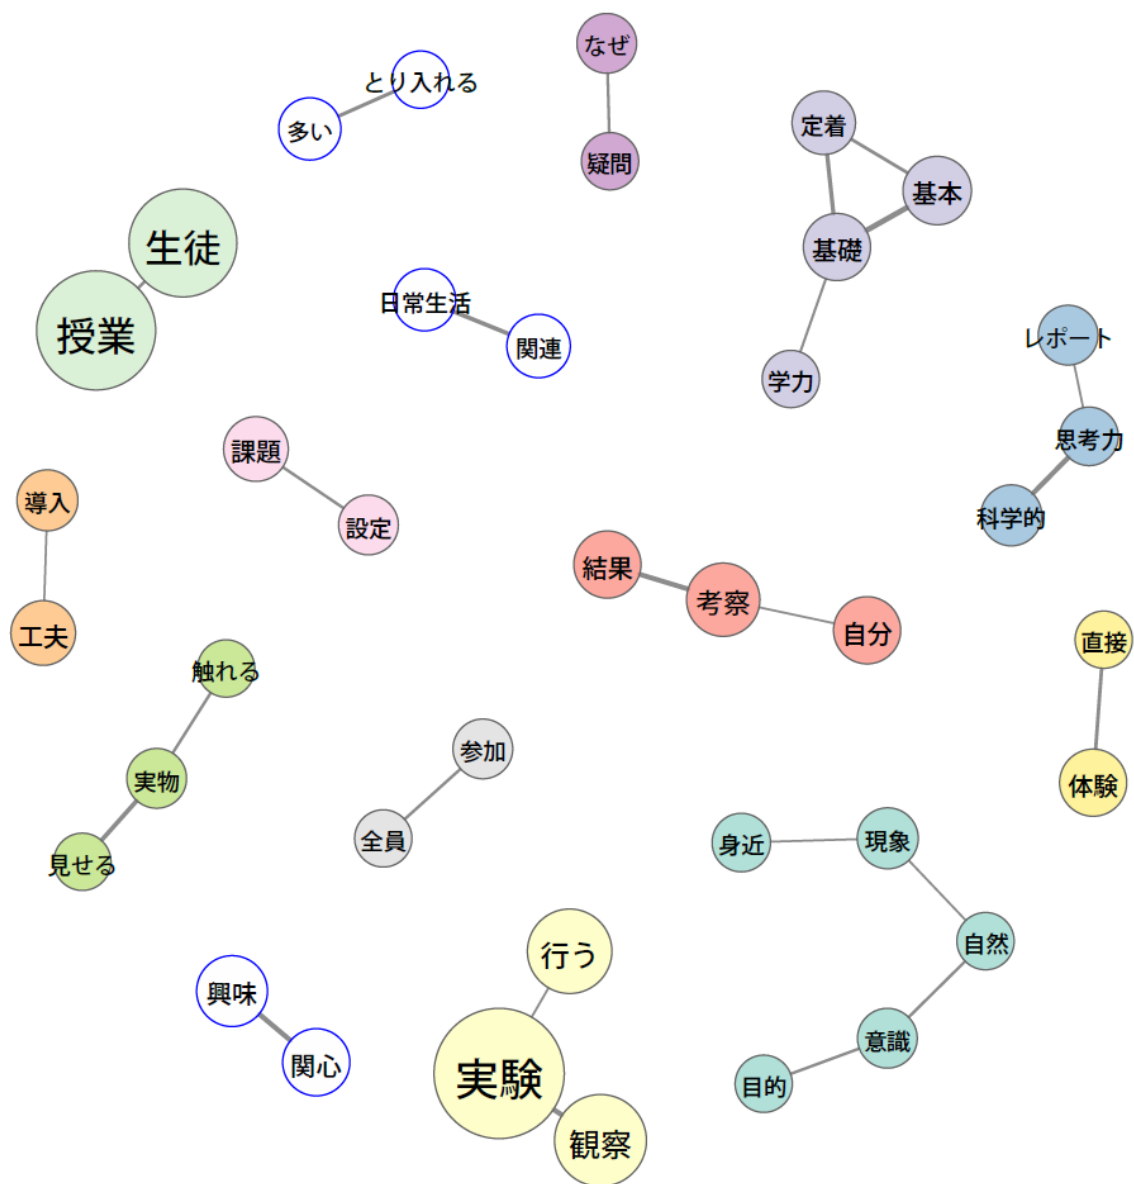 なぜ
とり入れる
多い
疑問
定着
基本
基礎
生徒
授業
日常生活
関連
学力
レポート
思考力
科学的
課題
設定
導入
工夫
結果
考察
自分
直接
体験
触れる
実物
見せる
参加
全員
身近
現象
自然
意識
目的
行う
実験
観察
興味
関心